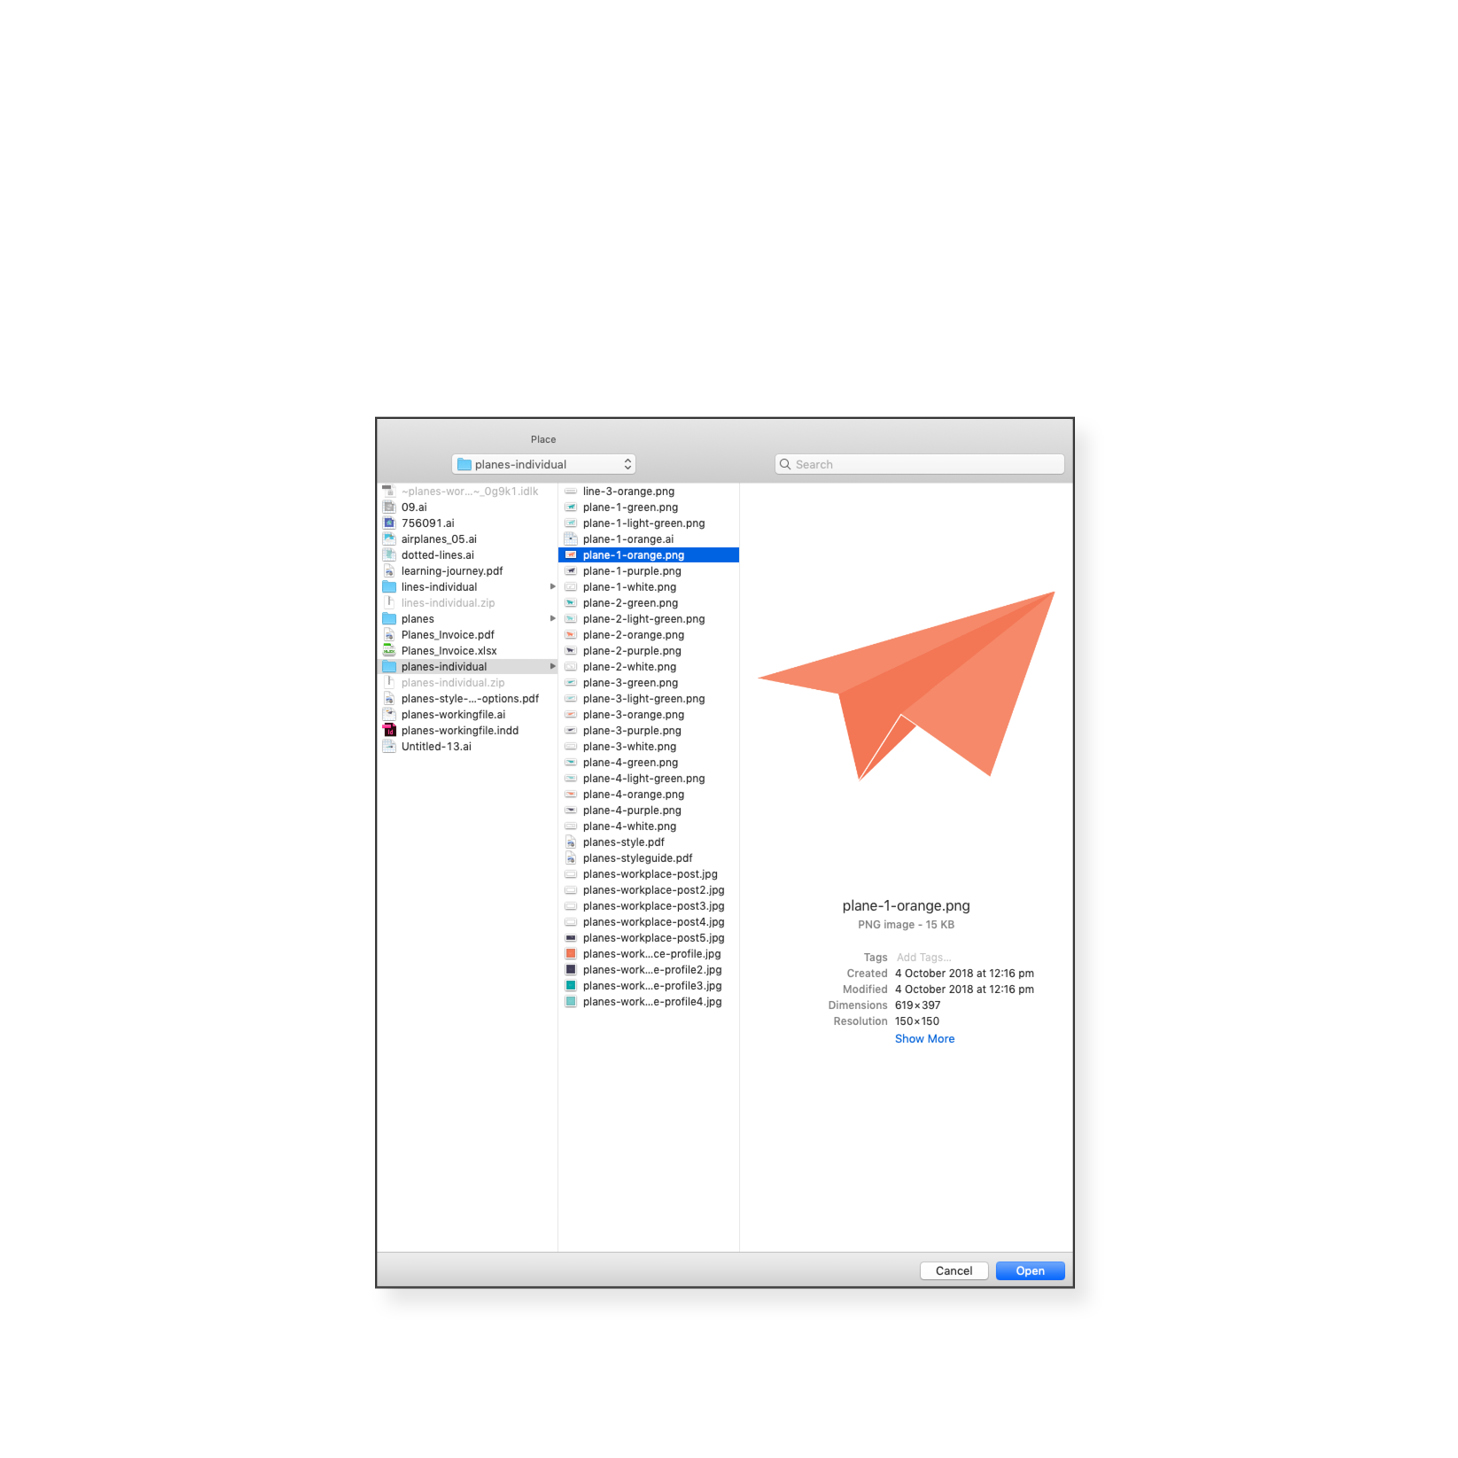 Place
planes-individual
Search
~planes-wor...~_0g9k1.idlk
09.ai
756091.ai
airplanes_05.ai
dotted-lines.ai
learning-journey.pdf
lines-individual
lines-individual.zip
planes
Planes_Invoice.pdf
Planes_Invoice.xlsx
planes-individual
planes-individual.zip
planes-style-...-options.pdf
planes-workingfile.ai
planes-workingfile.indd
Untitled-13.ai
line-3-orange.png
plane-1-green.png
plane-1-light-green.png
plane-1-orange.ai
plane-1-orange.png
plane-1-purple.png
plane-1-white.png
plane-2-green.png
plane-2-light-green.png
plane-2-orange.png
plane-2-purple.png
plane-2-white.png
plane-3-green.png
plane-3-light-green.png
plane-3-orange.png
plane-3-purple.png
plane-3-white.png
plane-4-green.png
plane-4-light-green.png
plane-4-orange.png
plane-4-purple.png
plane-4-white.png
planes-style.pdf
planes-styleguide.pdf
planes-workplace-post.jpg
planes-workplace-post2.jpg
planes-workplace-post3.jpg
planes-workplace-post4.jpg
planes-workplace-post5.jpg
planes-work...ce-profile.jpg
planes-work...e-profile2.jpg
planes-work...e-profile3.jpg
planes-work...e-profile4.jpg
plane-1-orange.png
PNG image - 15 KB
Tags Add Tags...
Created 4 October 2018 at 12:16 pm
Modified 4 October 2018 at 12:16 pm
Dimensions 619×397
Resolution 150×150
Show More
Cancel
Open